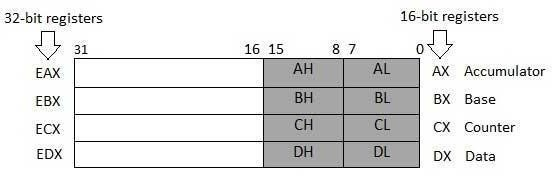 32-bit registers 16-bit registers
31 16 15 8 7 0
EAX AH AL AX Accumulator
EBX BH BL BX Base
ECX CH CL CX Counter
EDX DH DL DX Data